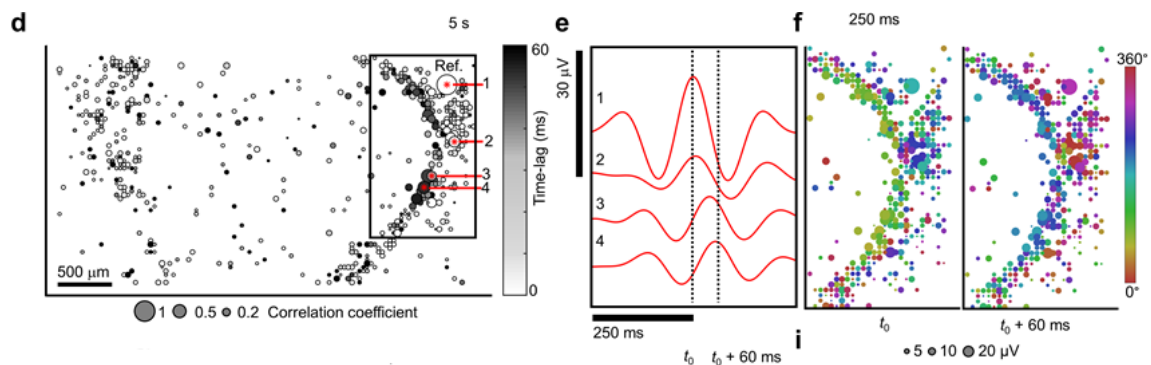 d
5 s
Ref.
1
2
3
4
500 μm
60
Time-lag (ms)
0
1
0.5
0.2
Correlation coefficient
e
30 μV
1
2
3
4
250 ms
t0
t0 + 60 ms
f
250 ms
360°
0°
t0
t0 + 60 ms
i
5
10
20 μV